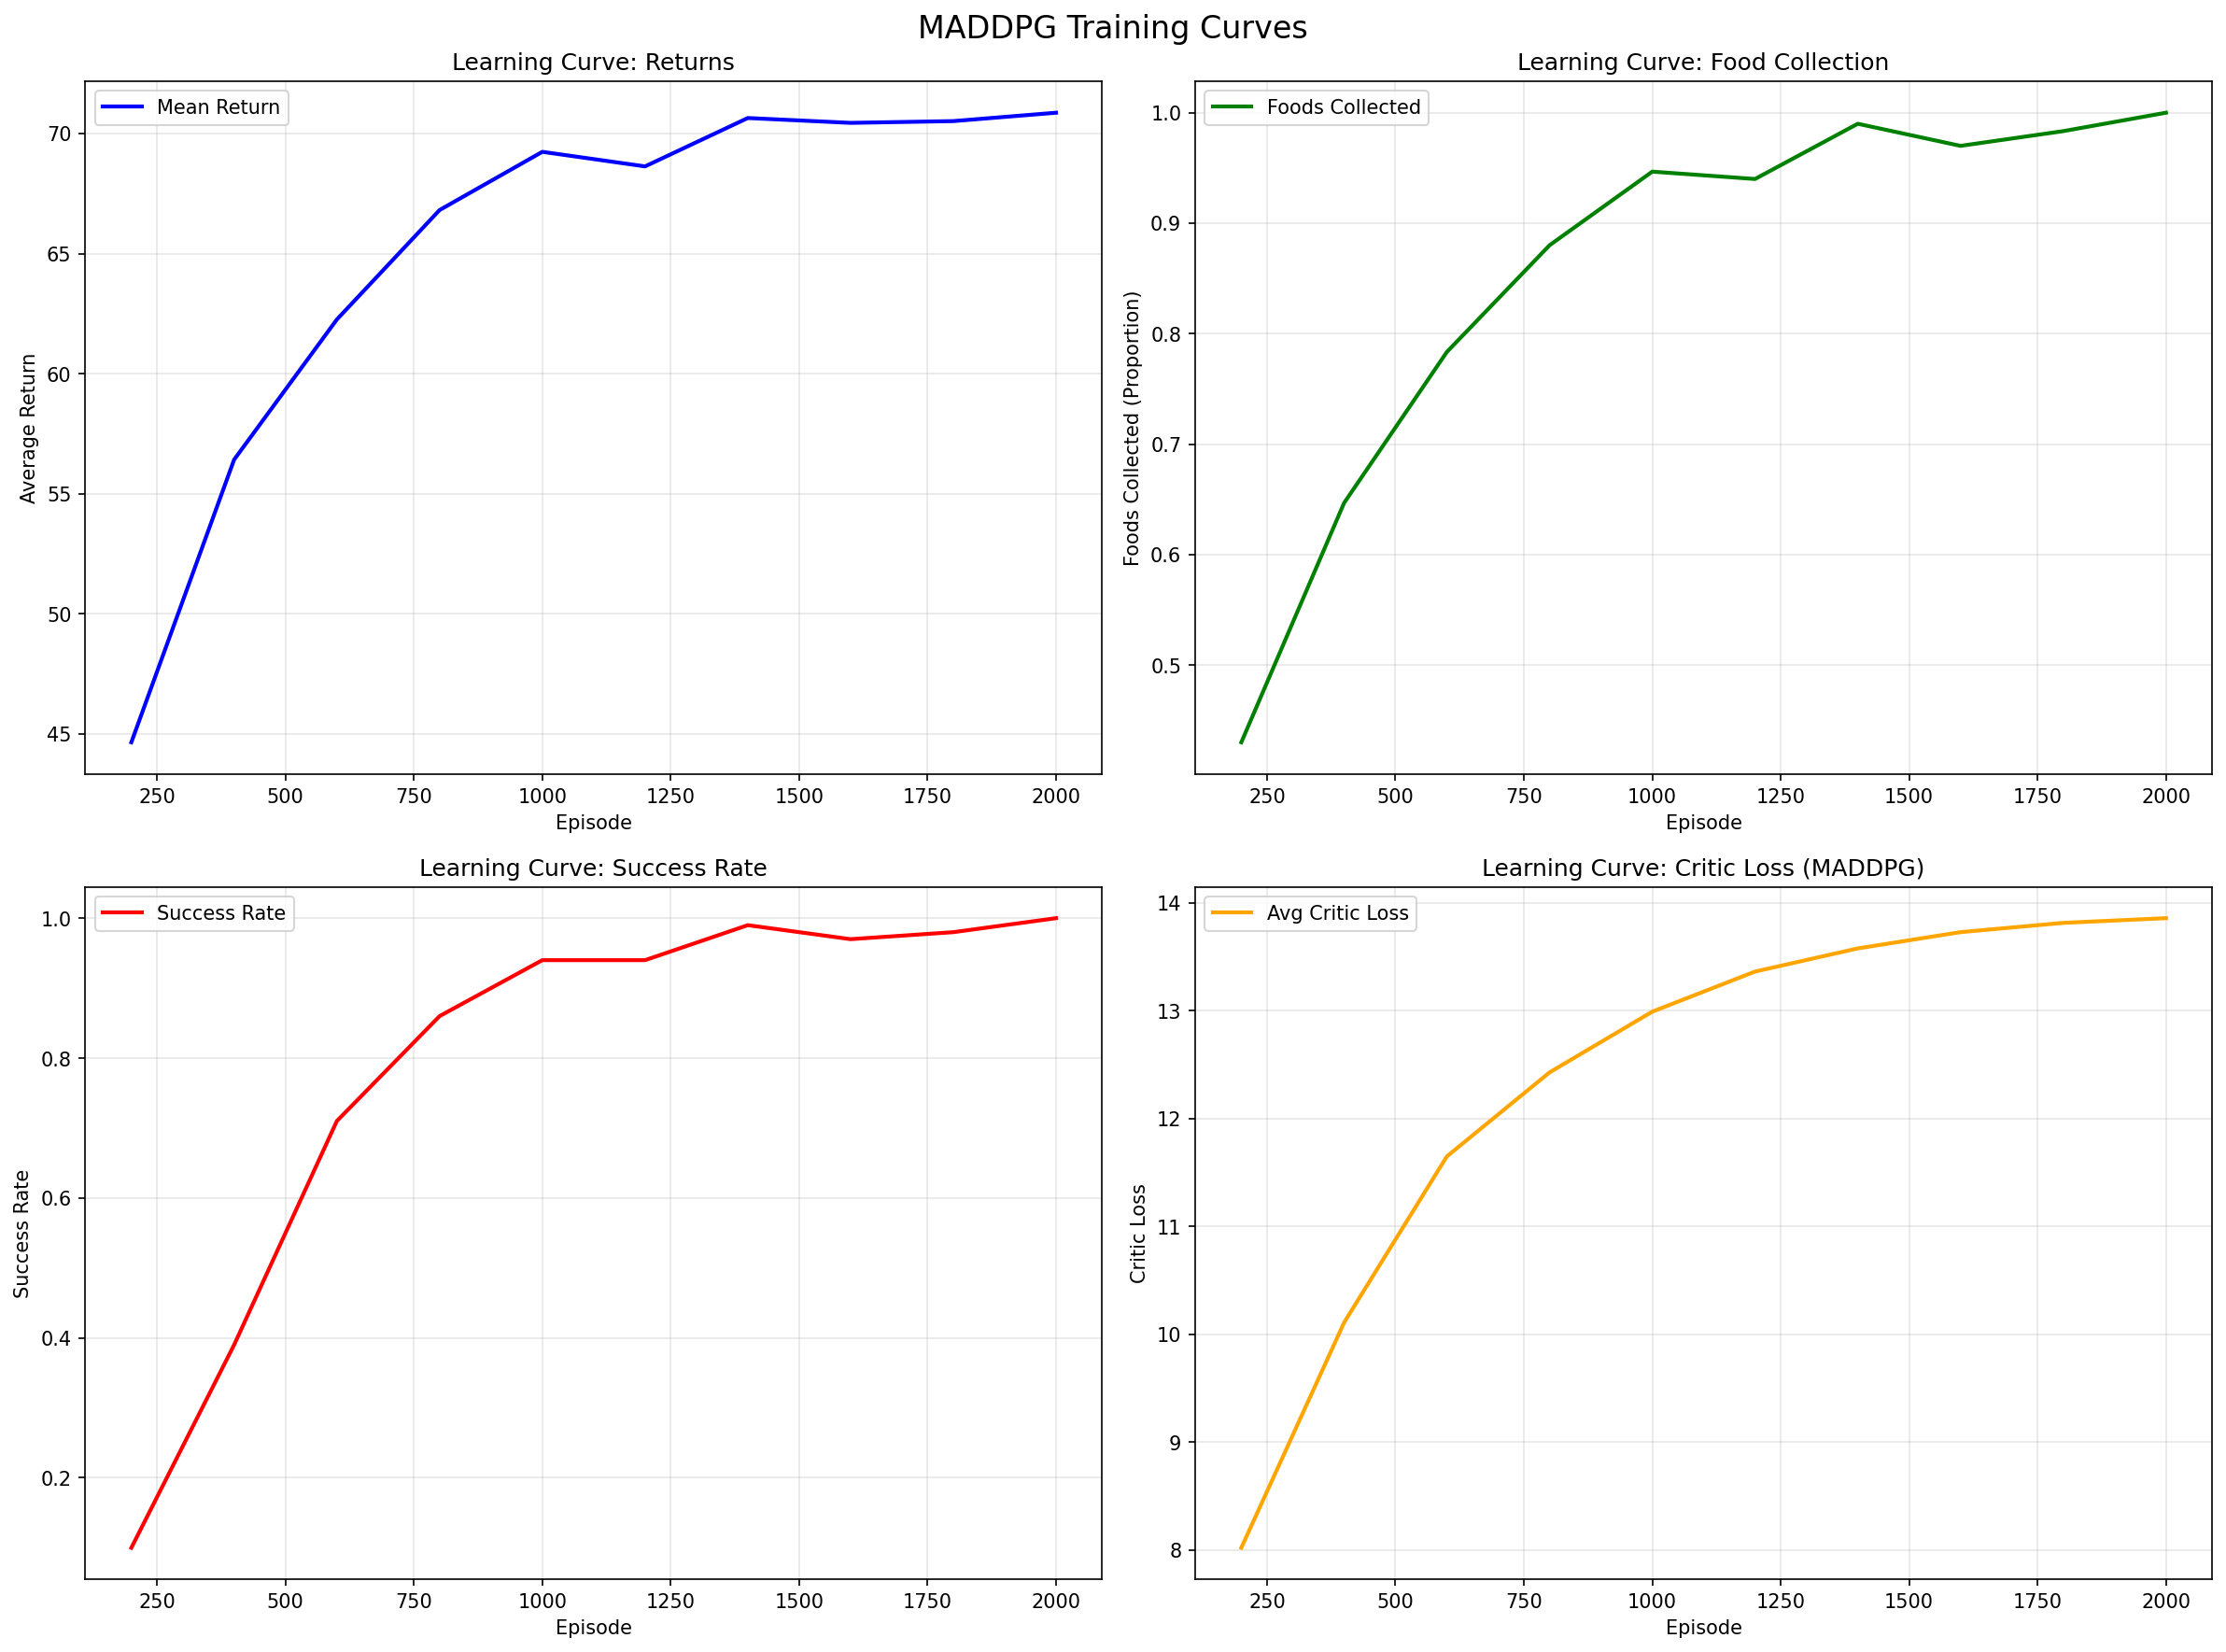 MADDPG Training Curves
Learning Curve: Returns
Mean Return
Average Return
70
65
60
55
50
45
250 500 750 1000 1250 1500 1750 2000
Episode
Learning Curve: Food Collection
Foods Collected
Foods Collected (Proportion)
1.0
0.9
0.8
0.7
0.6
0.5
250 500 750 1000 1250 1500 1750 2000
Episode
Learning Curve: Success Rate
Success Rate
Success Rate
1.0
0.8
0.6
0.4
0.2
250 500 750 1000 1250 1500 1750 2000
Episode
Learning Curve: Critic Loss (MADDPG)
Avg Critic Loss
Critic Loss
14
13
12
11
10
9
8
250 500 750 1000 1250 1500 1750 2000
Episode